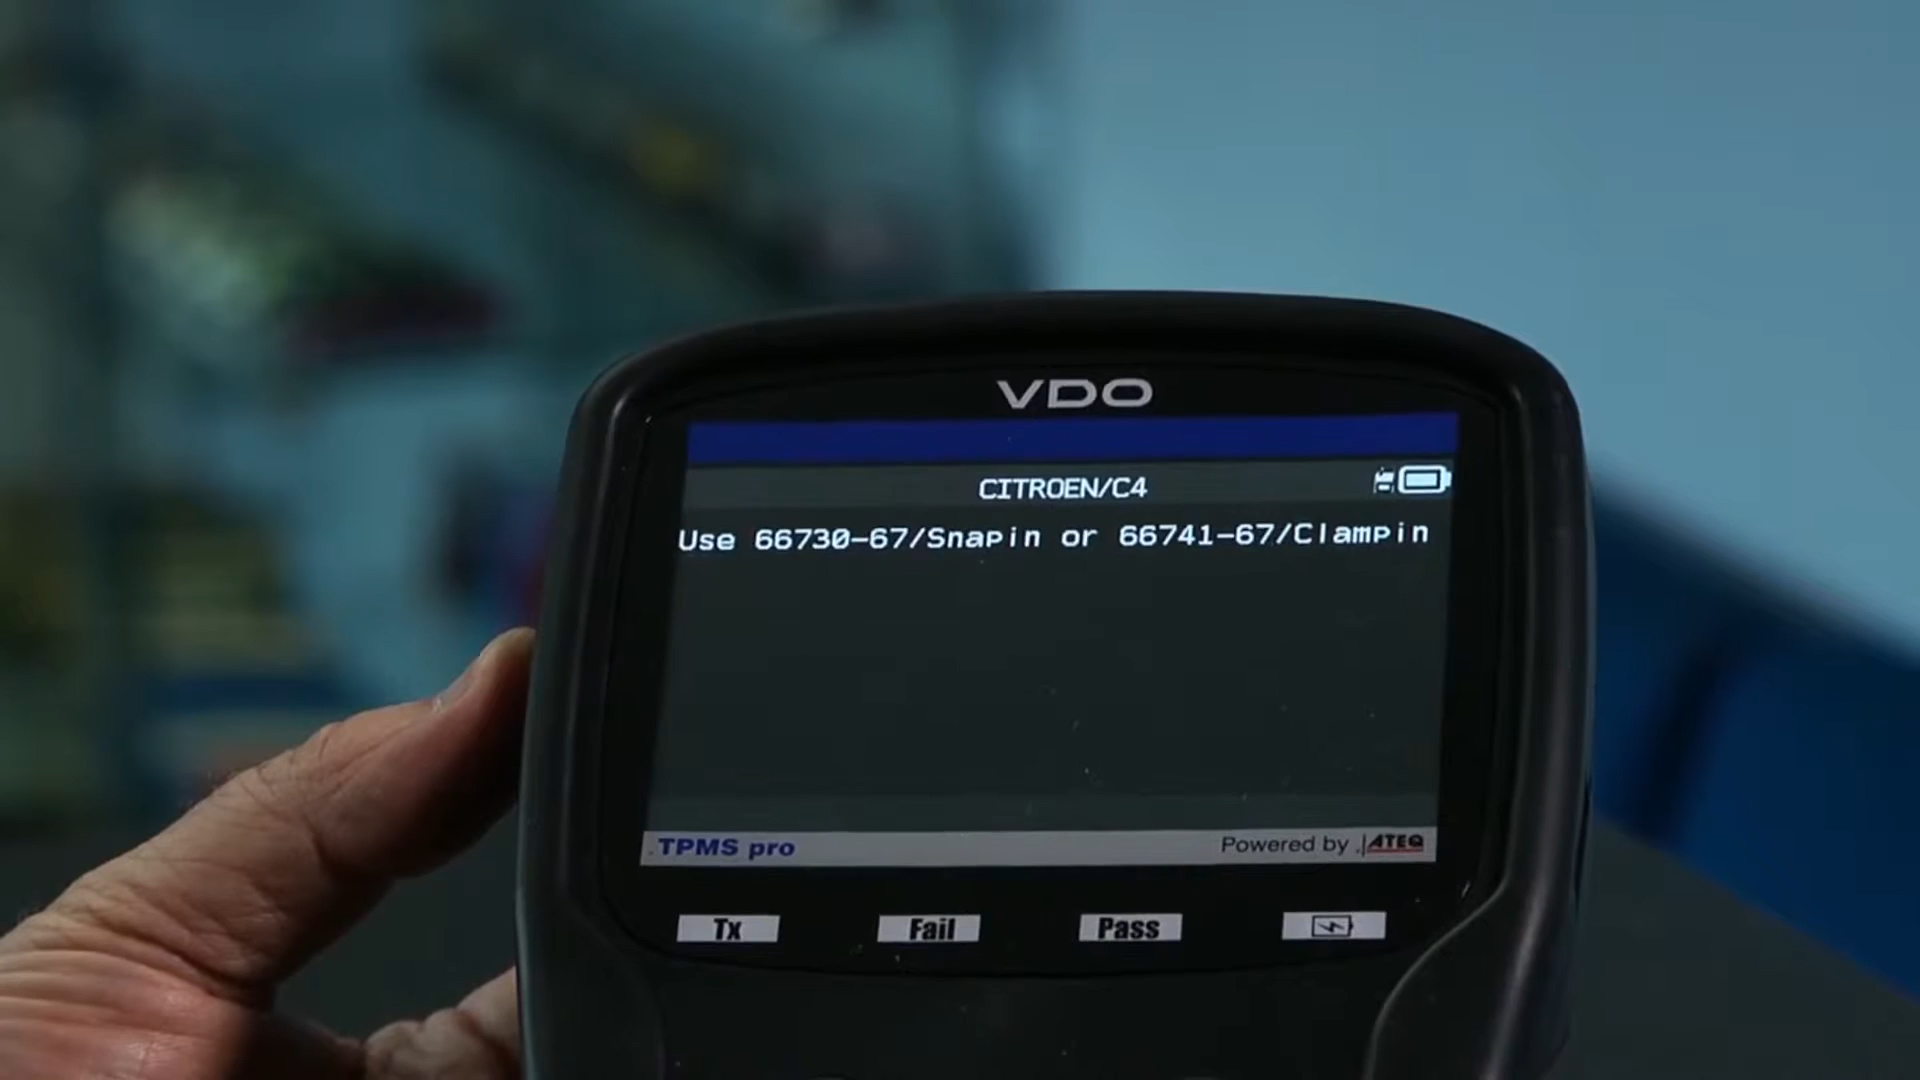 VDO
CITROEN/C4
Use 66730-67/Snapin or 66741-67/Clampin
TPMS pro
Powered by ATEQ
Tx
Fail
Pass